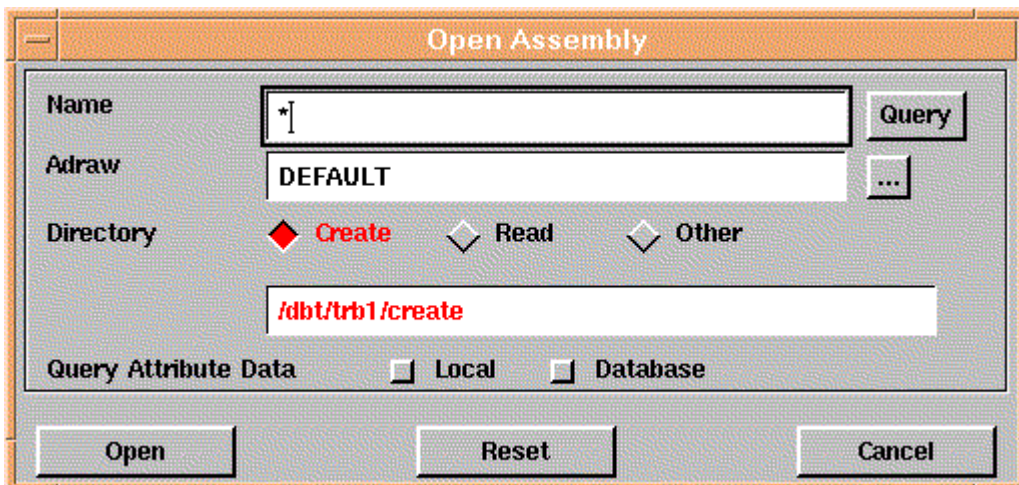 Open Assembly
Name * Query
Adraw DEFAULT ...
Directory Create Read Other
/dbt/trb1/create
Query Attribute Data Local Database
Open Reset Cancel